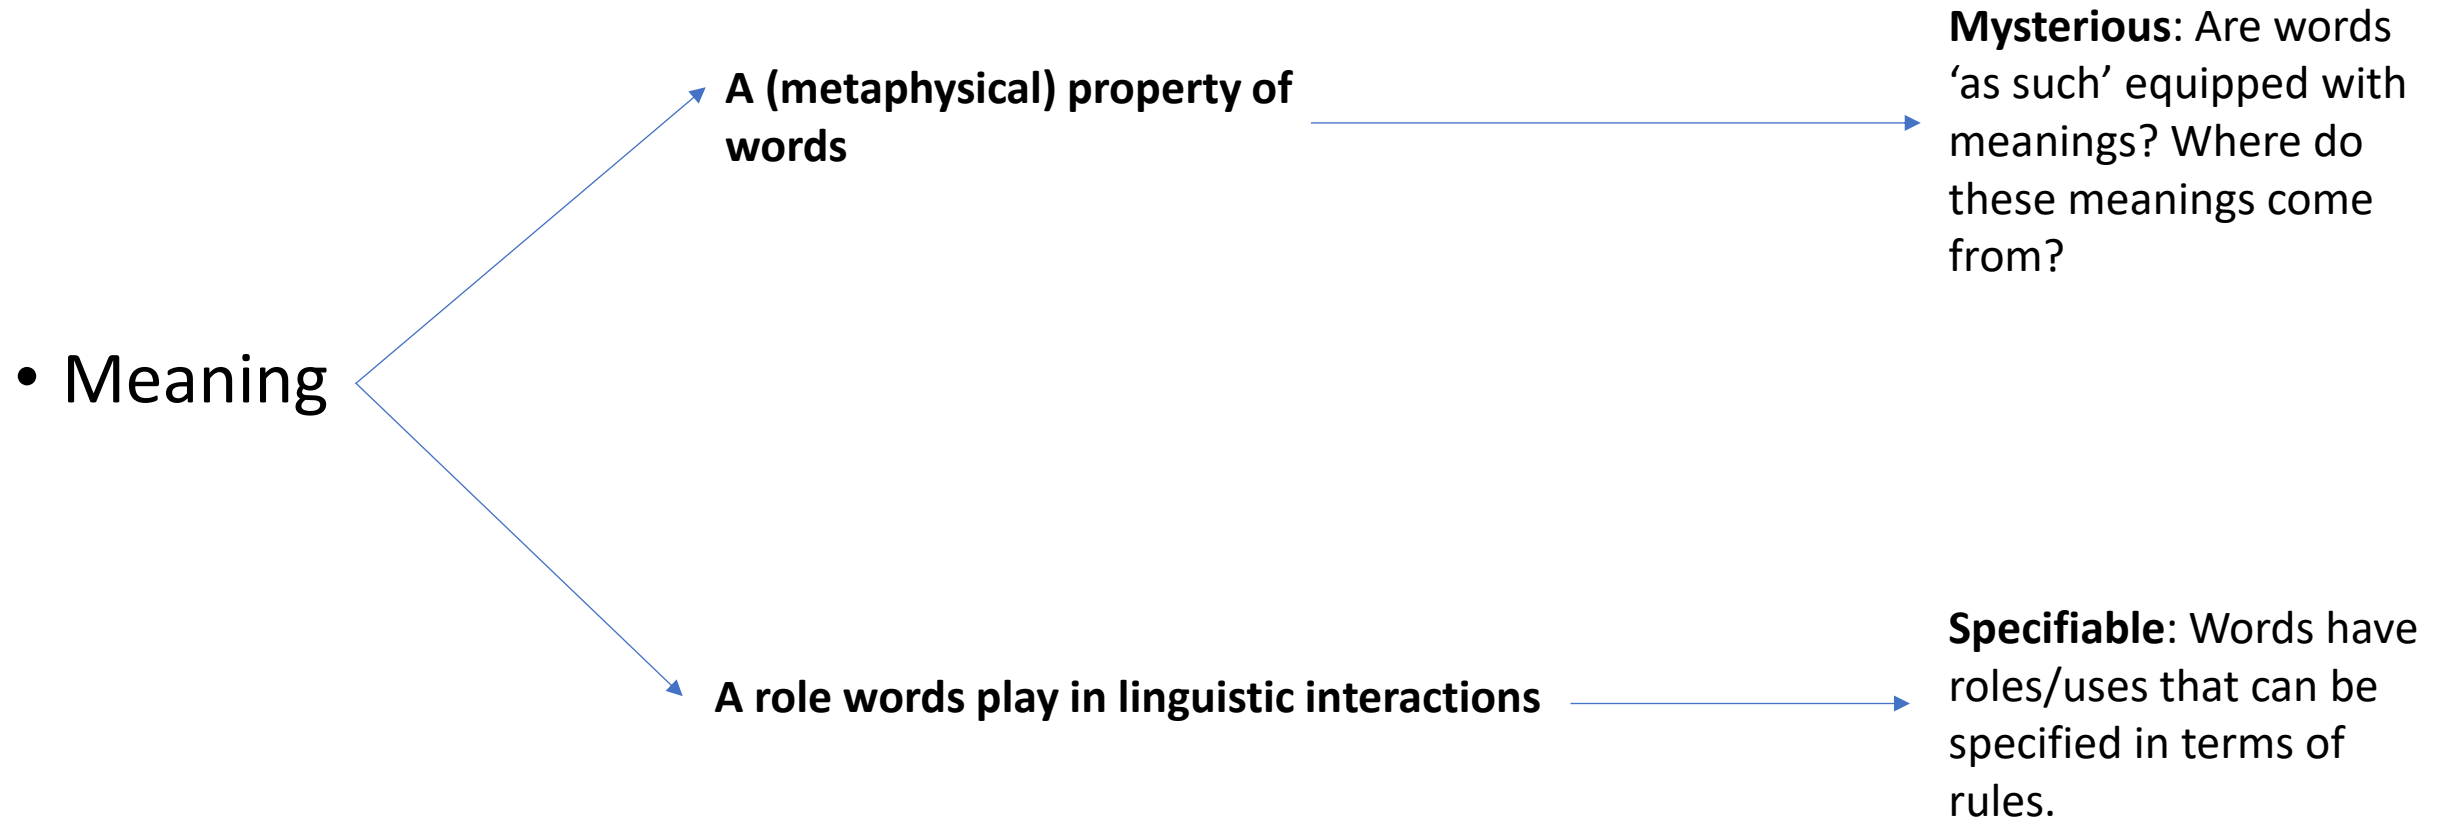 • Meaning
A (metaphysical) property of
words
Mysterious: Are words
‘as such’ equipped with
meanings? Where do
these meanings come
from?
A role words play in linguistic interactions
Specifiable: Words have
roles/uses that can be
specified in terms of
rules.